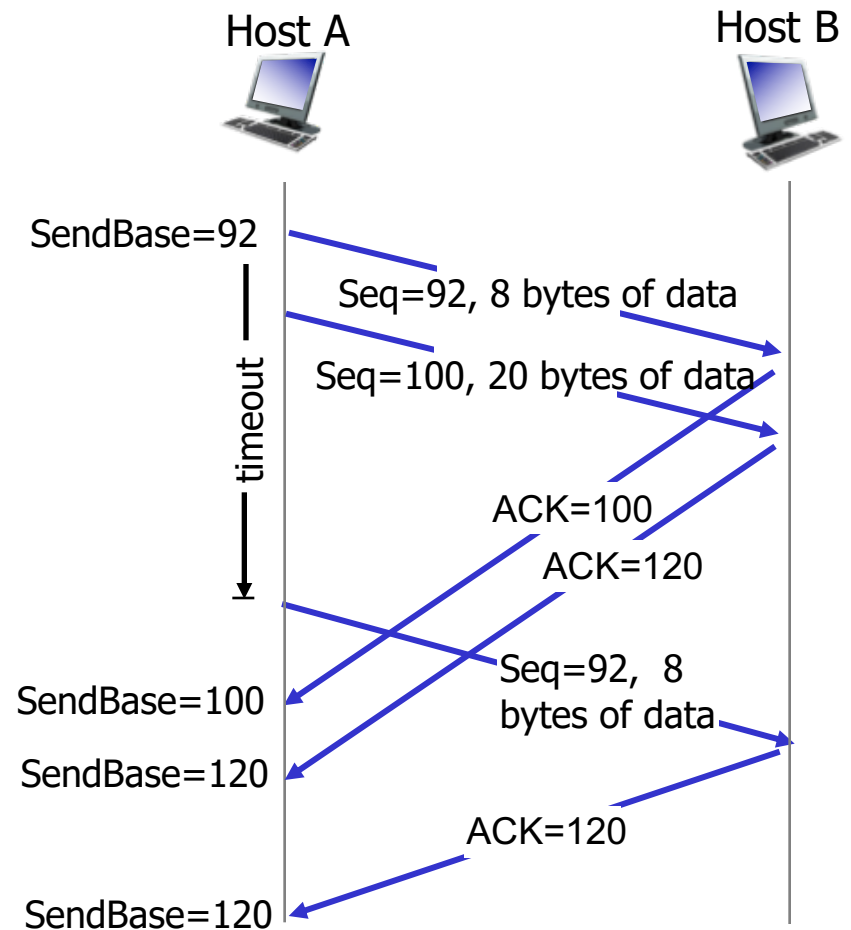 Host A
Host B
SendBase=92
Seq=92, 8 bytes of data
Seq=100, 20 bytes of data
timeout
ACK=100
ACK=120
Seq=92, 8
bytes of data
SendBase=100
SendBase=120
ACK=120
SendBase=120